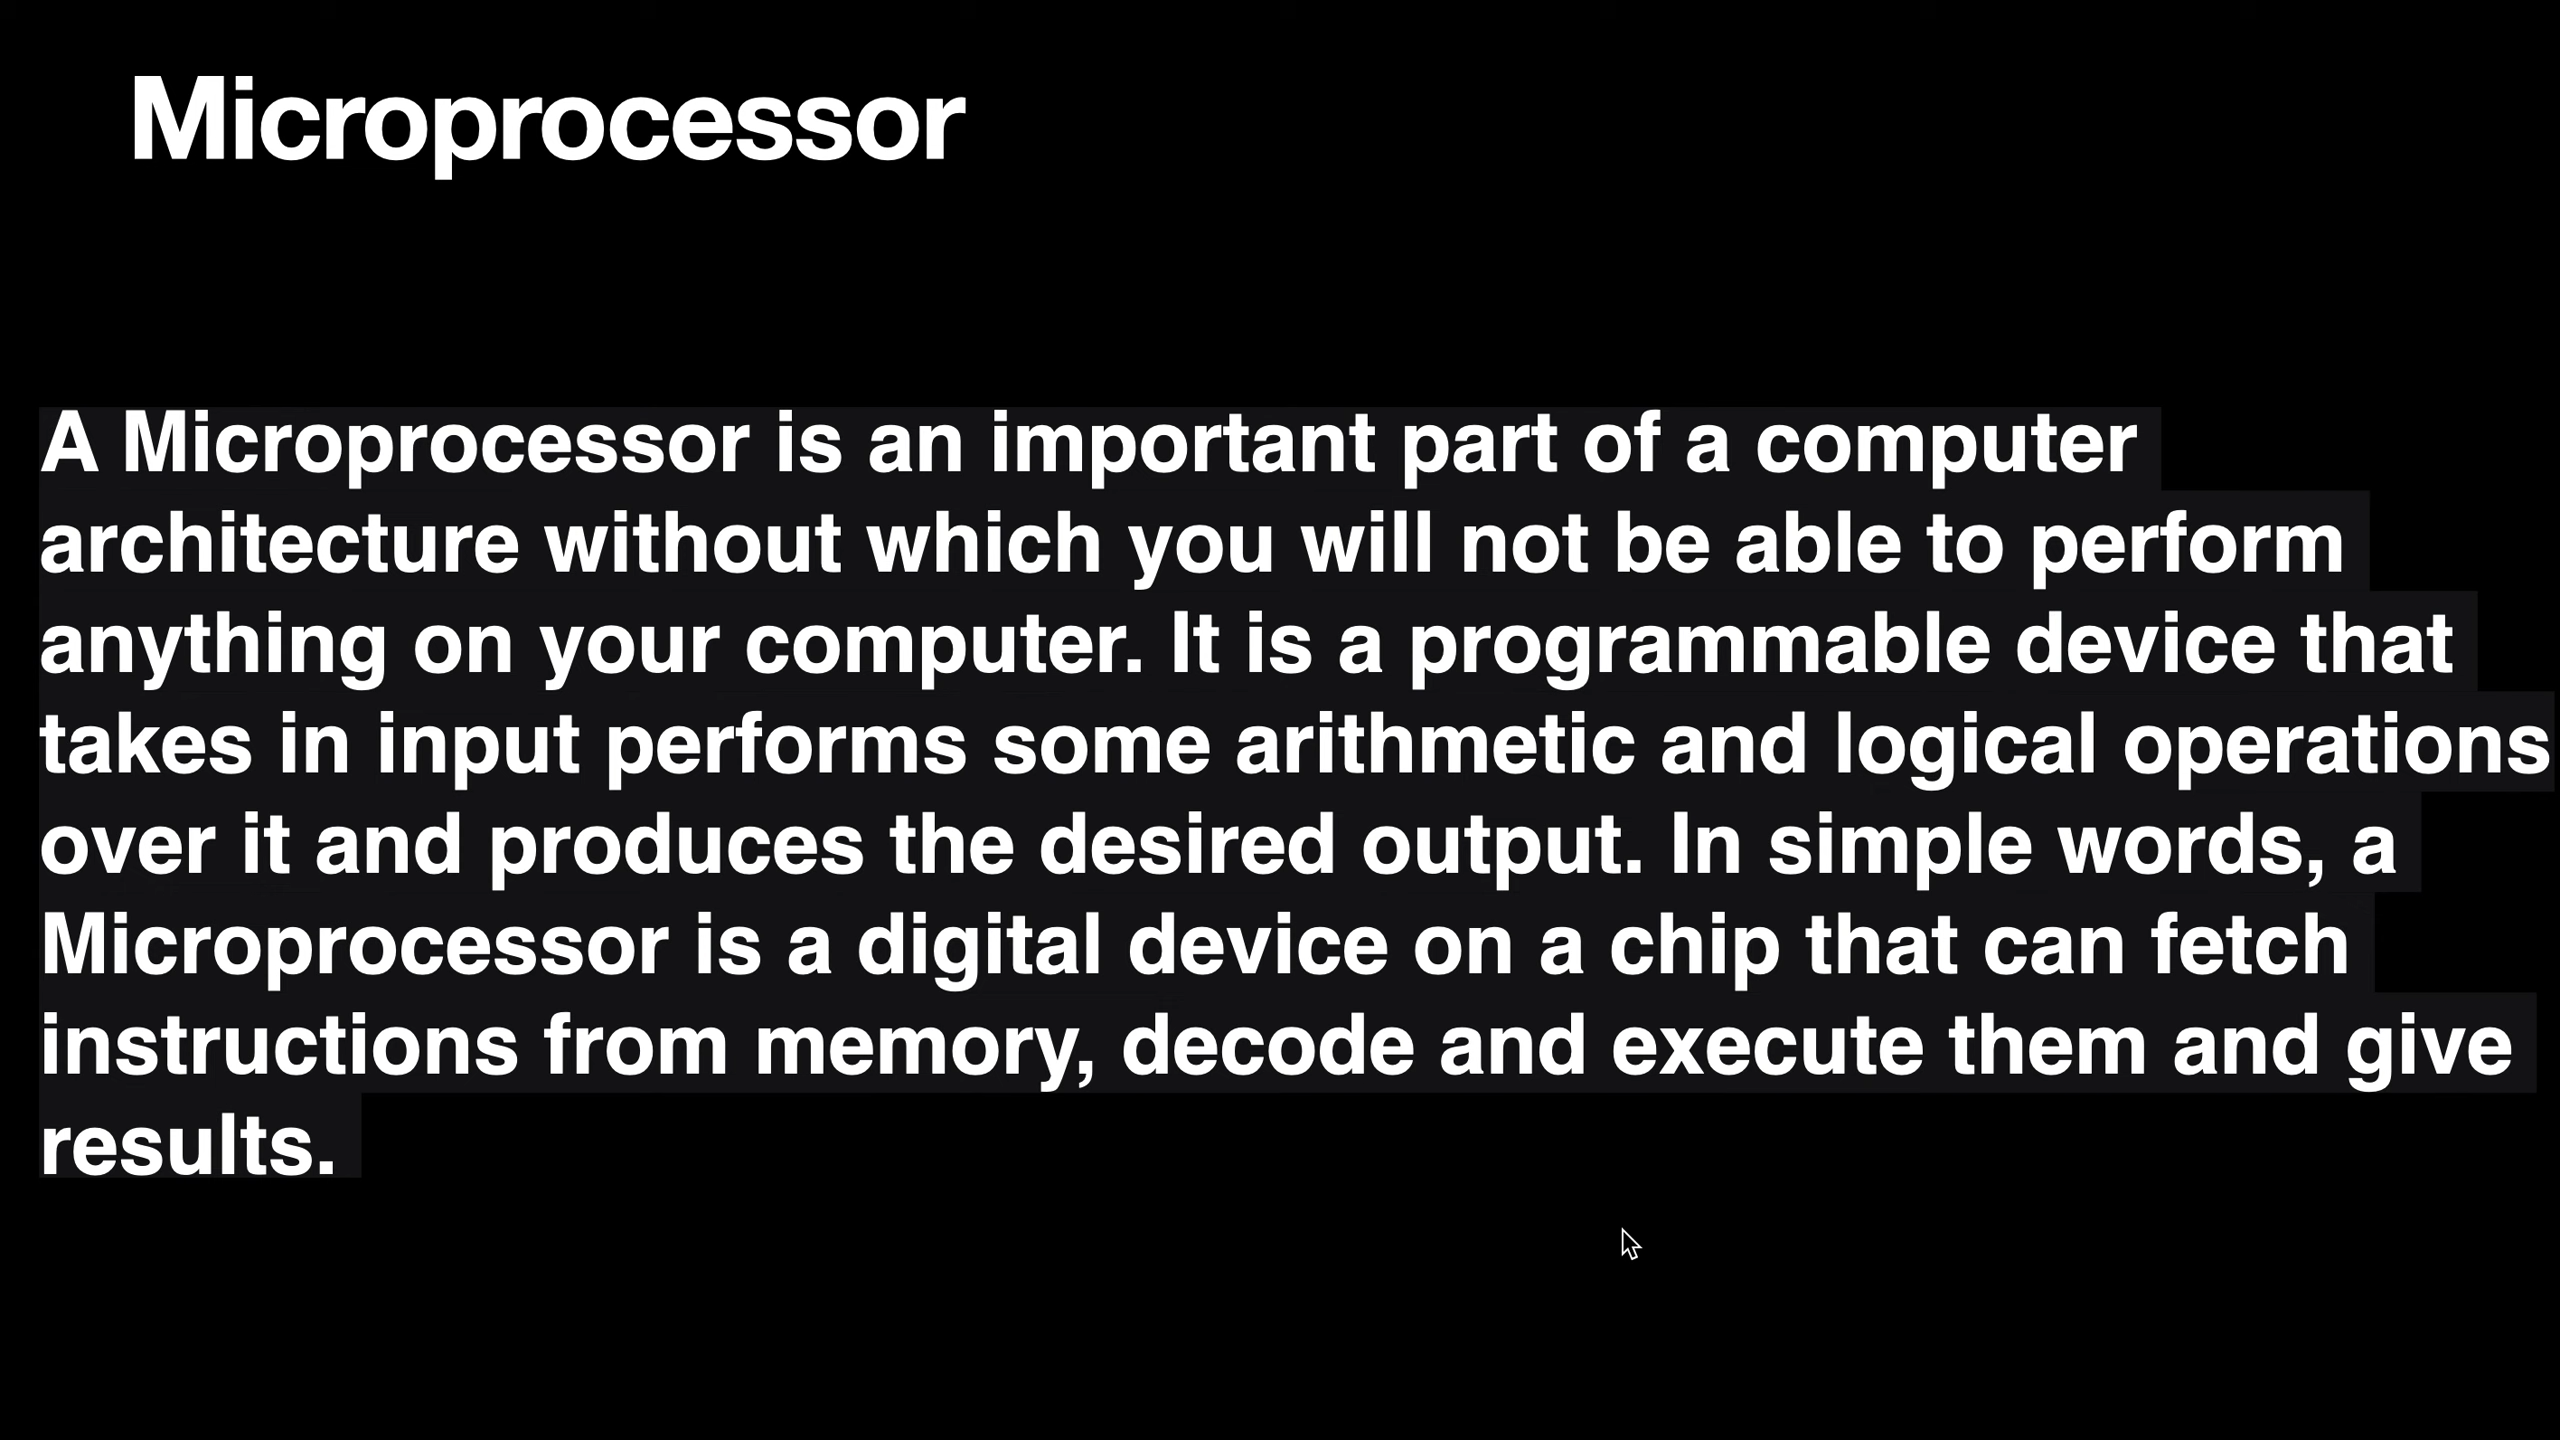 Microprocessor
A Microprocessor is an important part of a computer
architecture without which you will not be able to perform
anything on your computer. It is a programmable device that
takes in input performs some arithmetic and logical operations
over it and produces the desired output. In simple words, a
Microprocessor is a digital device on a chip that can fetch
instructions from memory, decode and execute them and give
results.